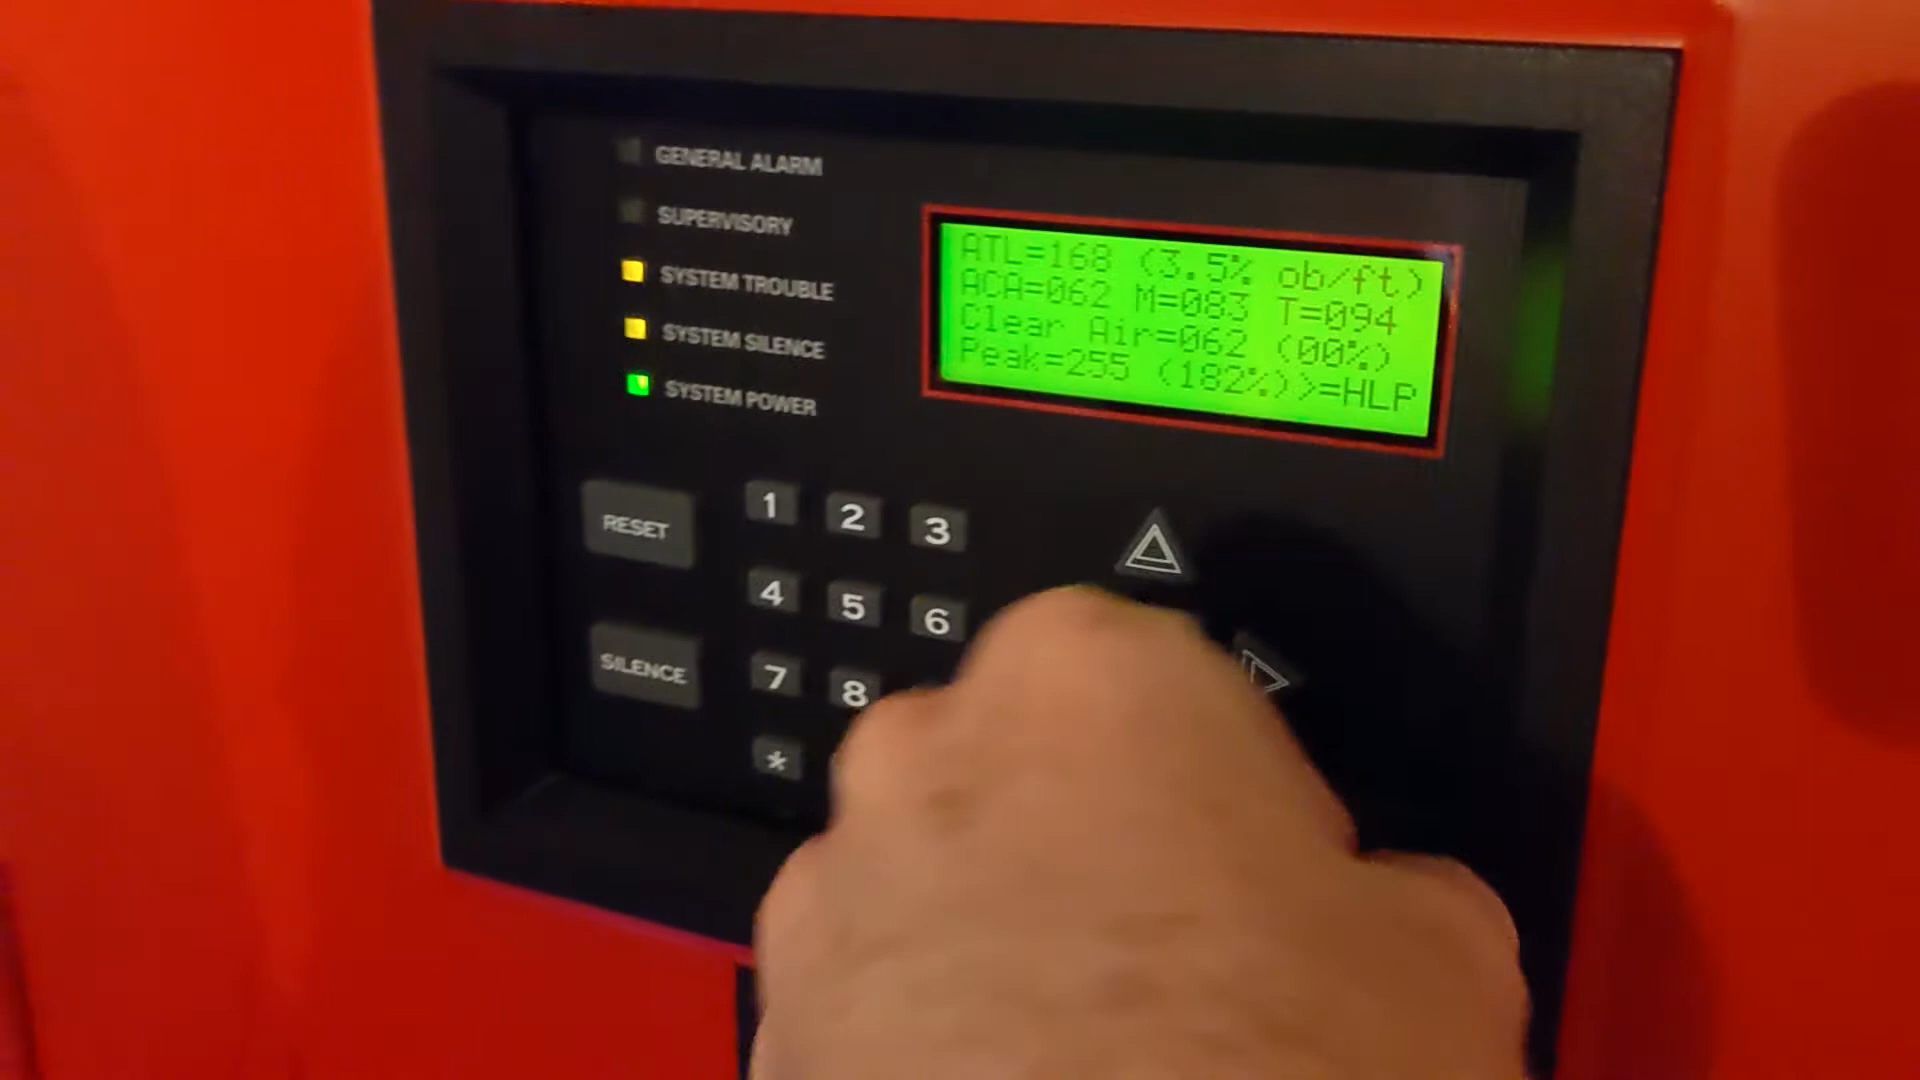 GENERAL ALARM
SUPERVISORY
SYSTEM TROUBLE
SYSTEM SILENCE
SYSTEM POWER
ATL=168 (3.5% ob/ft)
ACA=062 M=083 T=094
Clear Air=062 (00%)
Peak=255 (182%)>=HLP
RESET
SILENCE
1 2 3
4 5 6
7 8
*